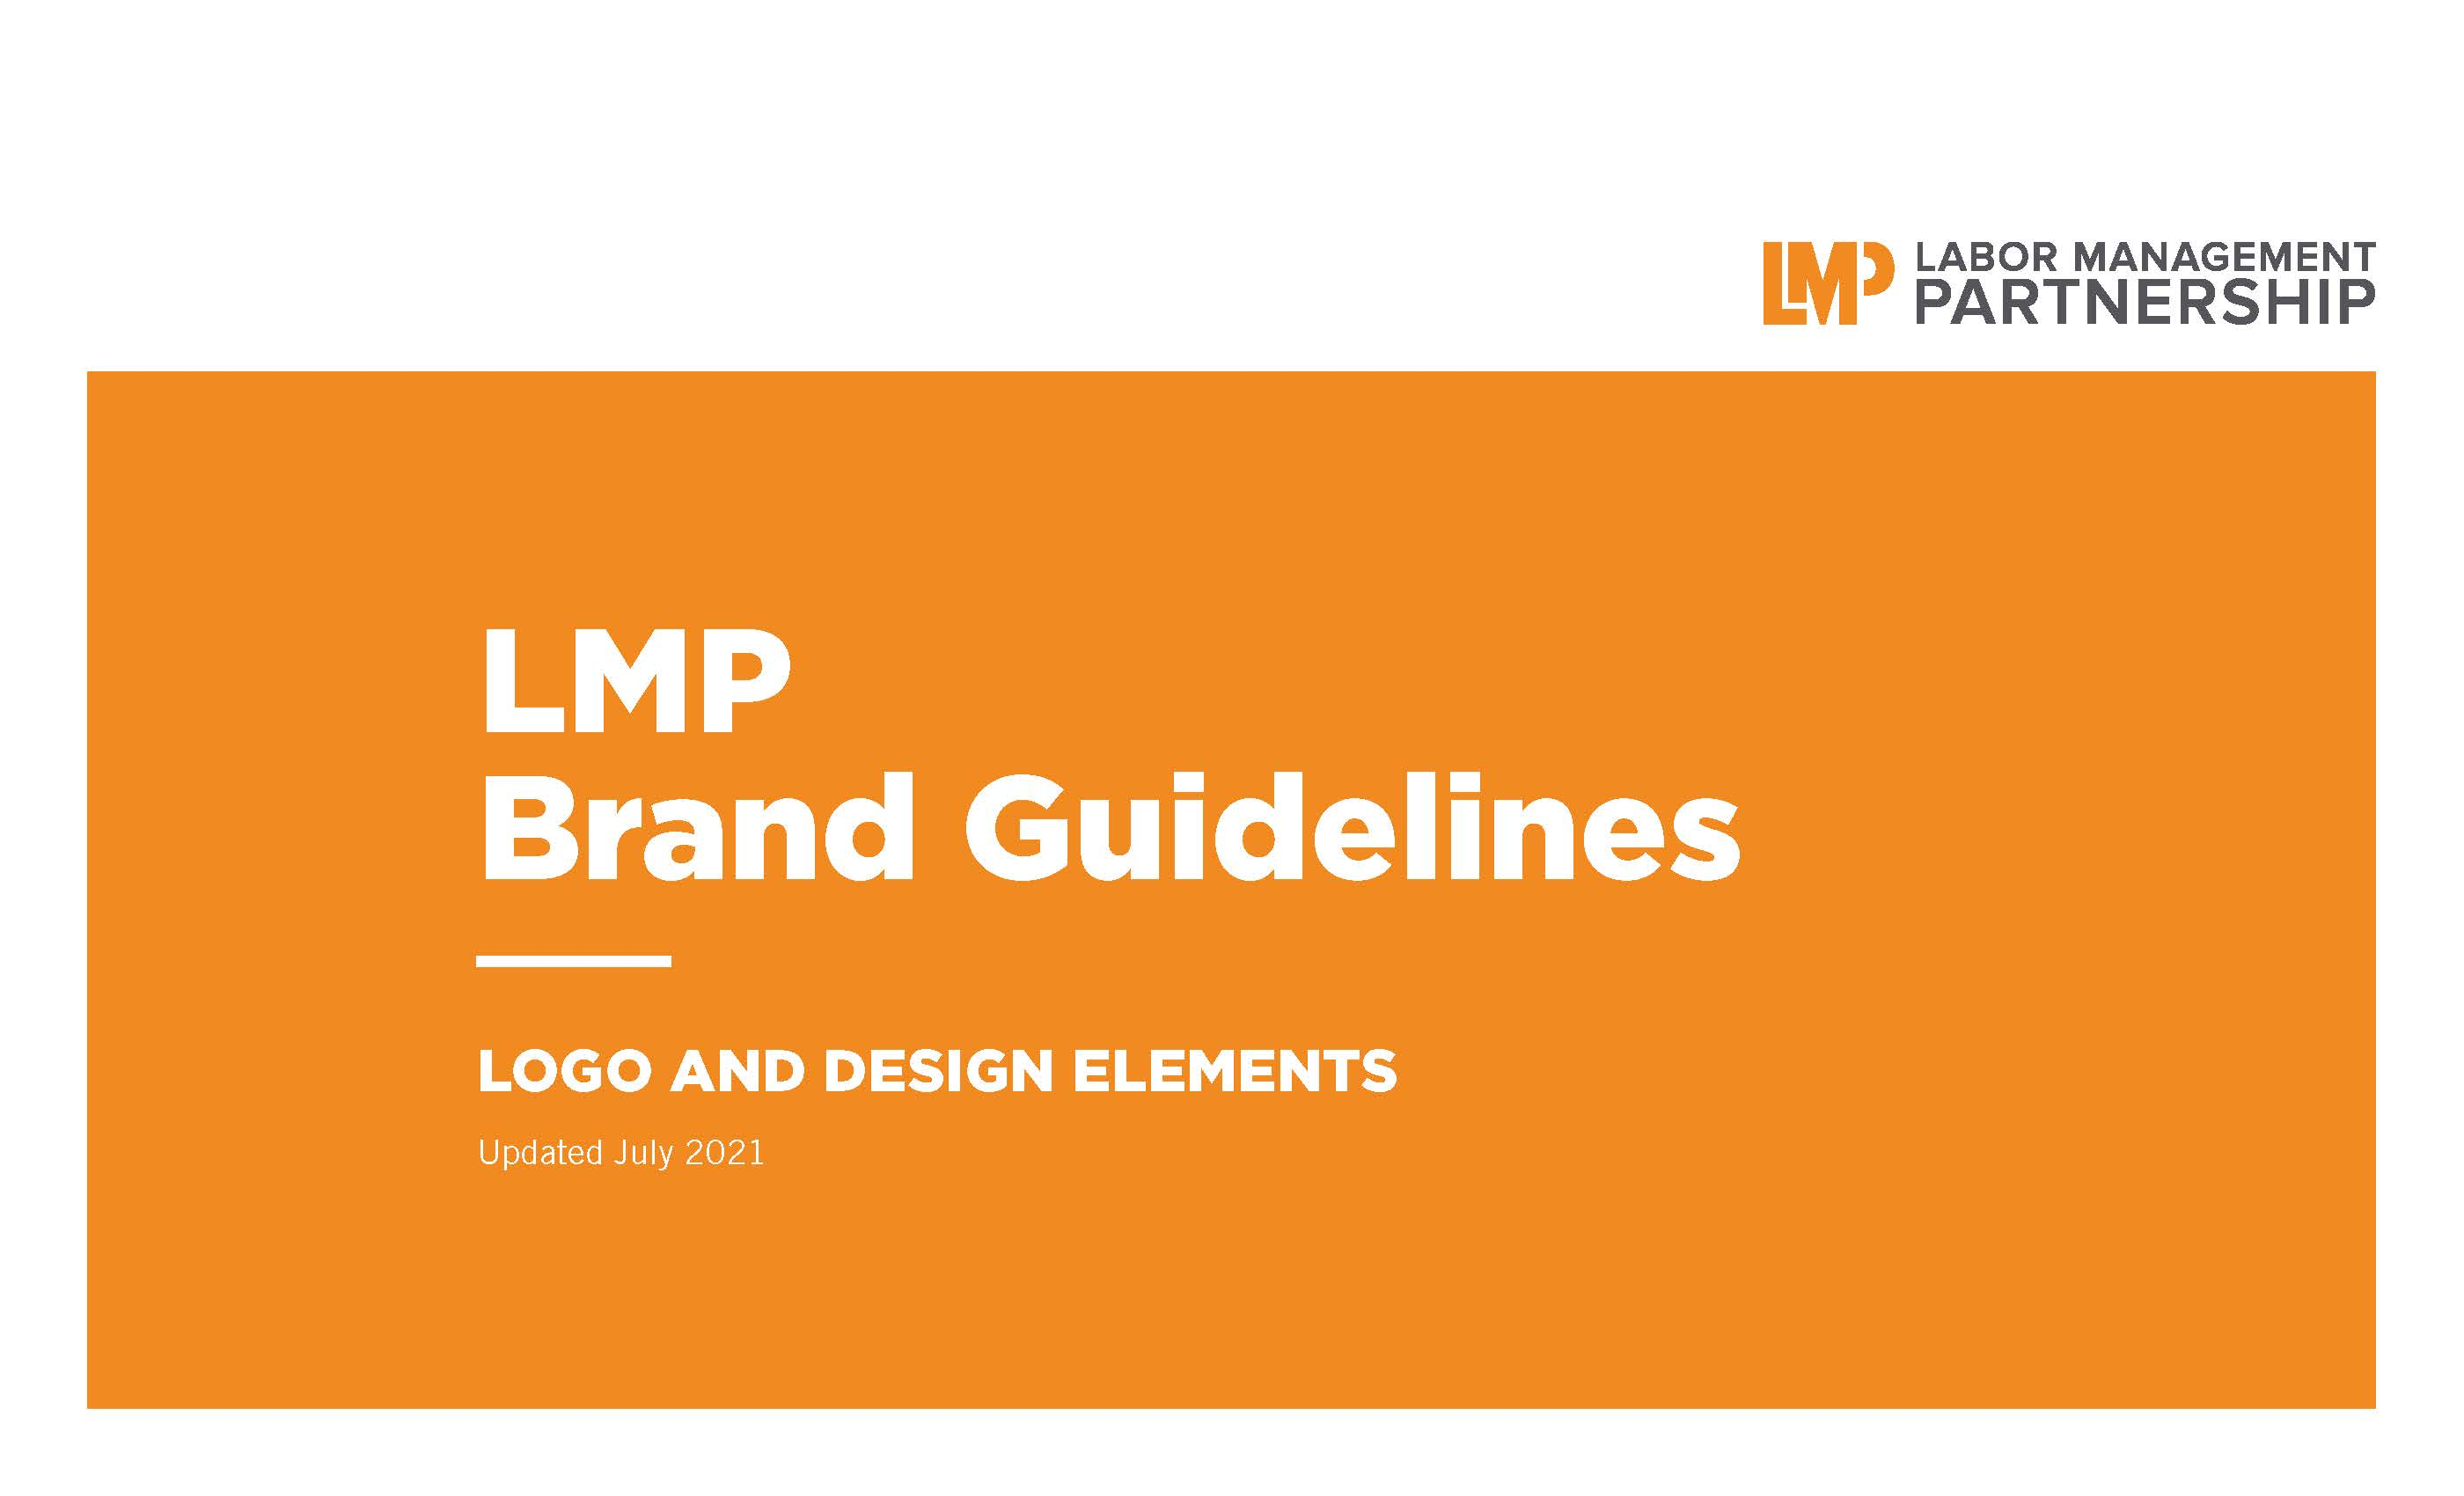 LMP LABOR MANAGEMENT
PARTNERSHIP
LMP
Brand Guidelines
LOGO AND DESIGN ELEMENTS
Updated July 2021